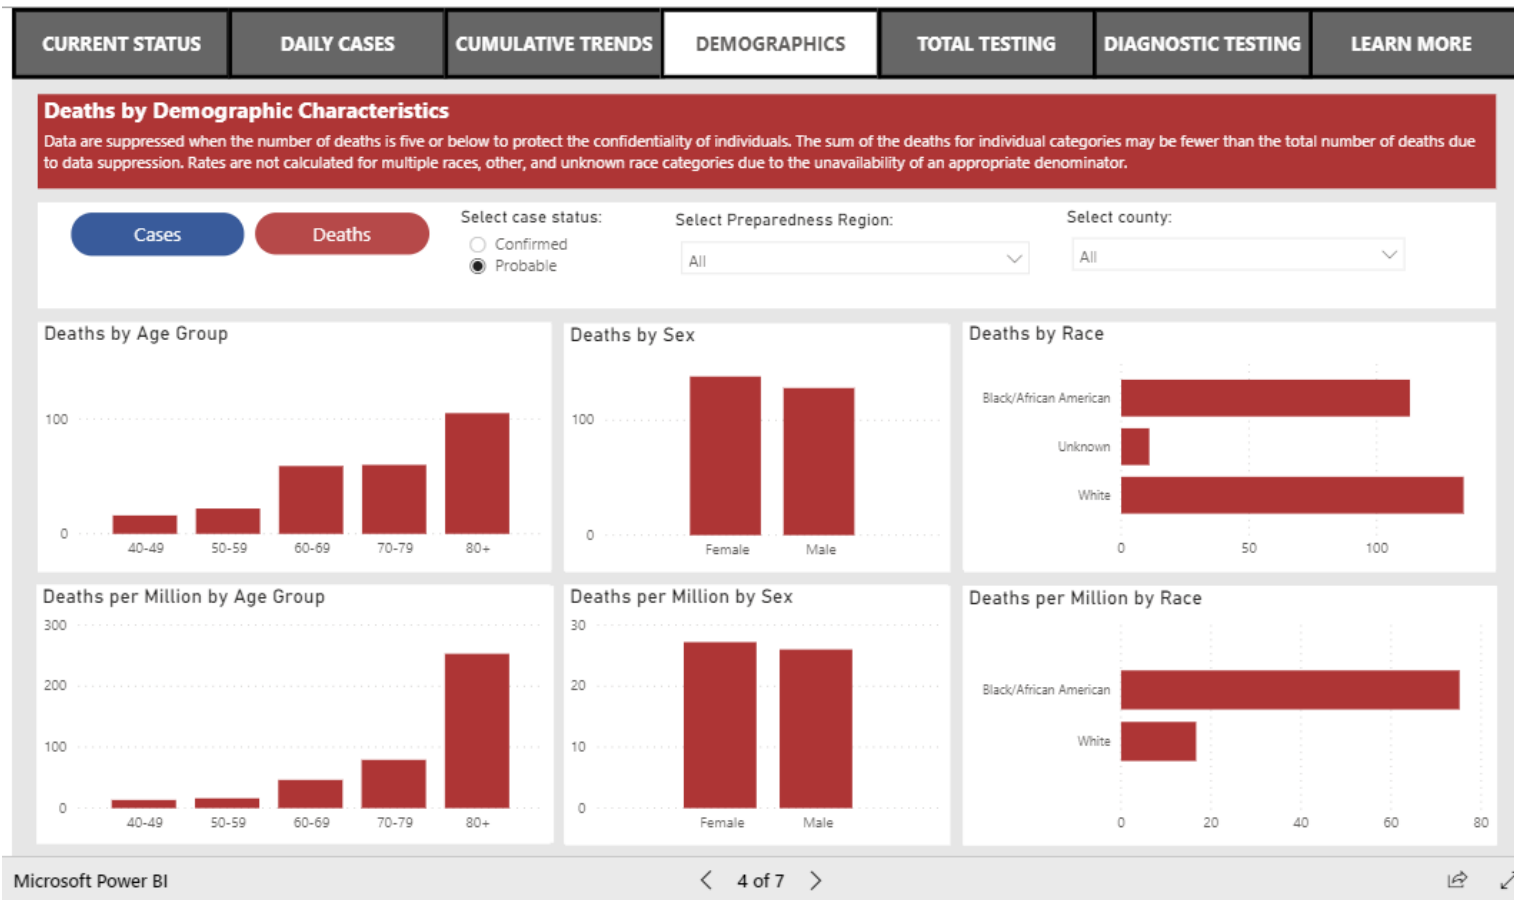 CURRENT STATUS
DAILY CASES
CUMULATIVE TRENDS
DEMOGRAPHICS
TOTAL TESTING
DIAGNOSTIC TESTING
LEARN MORE
Deaths by Demographic Characteristics
Data are suppressed when the number of deaths is five or below to protect the confidentiality of individuals. The sum of the deaths for individual categories may be fewer than the total number of deaths due
to data suppression. Rates are not calculated for multiple races, other, and unknown race categories due to the unavailability of an appropriate denominator.
Cases
Deaths
Select case status:
Confirmed
Probable
Select Preparedness Region:
All
Select county:
All
Deaths by Age Group
100
0
40-49
50-59
60-69
70-79
80+
Deaths by Sex
100
0
Female
Male
Deaths by Race
Black/African American
Unknown
White
0
50
100
Deaths per Million by Age Group
300
200
100
0
40-49
50-59
60-69
70-79
80+
Deaths per Million by Sex
30
20
10
0
Female
Male
Deaths per Million by Race
Black/African American
White
0
20
40
60
80
Microsoft Power BI
4 of 7